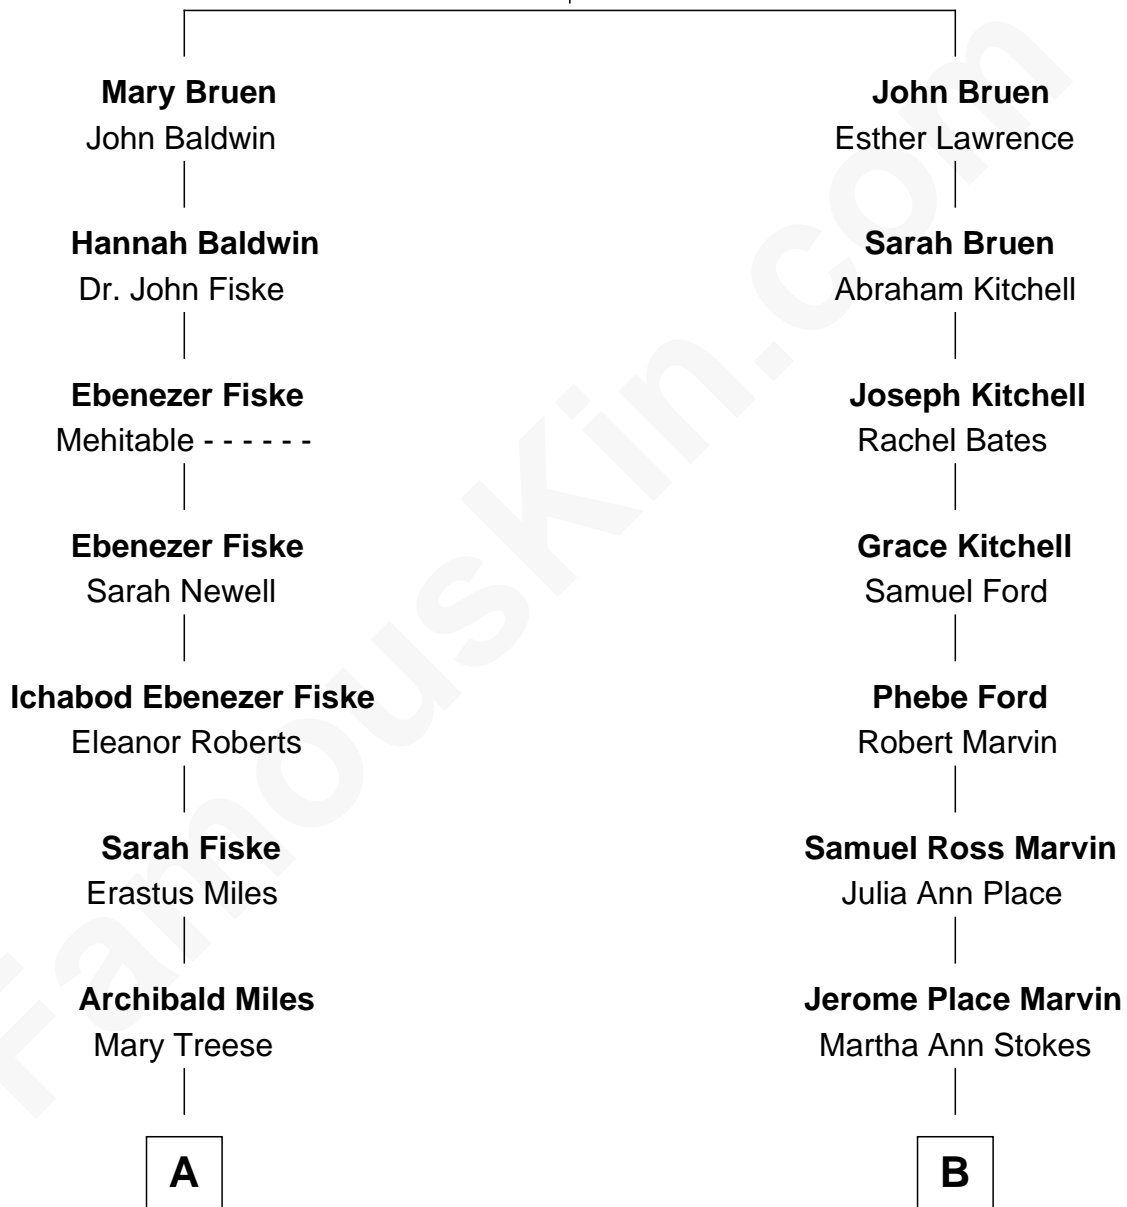 Mary Bruen
John Baldwin
Hannah Baldwin
Dr. John Fiske
Ebenezer Fiske
Mehitable - - - - - -
Ebenezer Fiske
Sarah Newell
Ichabod Ebenezer Fiske
Eleanor Roberts
Sarah Fiske
Erastus Miles
Archibald Miles
Mary Treese
A
John Bruen
Esther Lawrence
Sarah Bruen
Abraham Kitchell
Joseph Kitchell
Rachel Bates
Grace Kitchell
Samuel Ford
Phebe Ford
Robert Marvin
Samuel Ross Marvin
Julia Ann Place
Jerome Place Marvin
Martha Ann Stokes
B
FamousKin.com